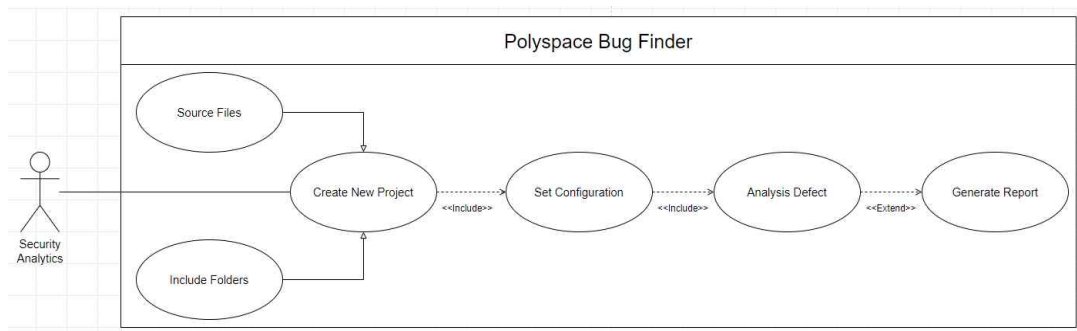 Polyspace Bug Finder
Source Files
Create New Project
<<Include>>
Set Configuration
<<Include>>
Analysis Defect
<<Extend>>
Generate Report
Security
Analytics
Include Folders